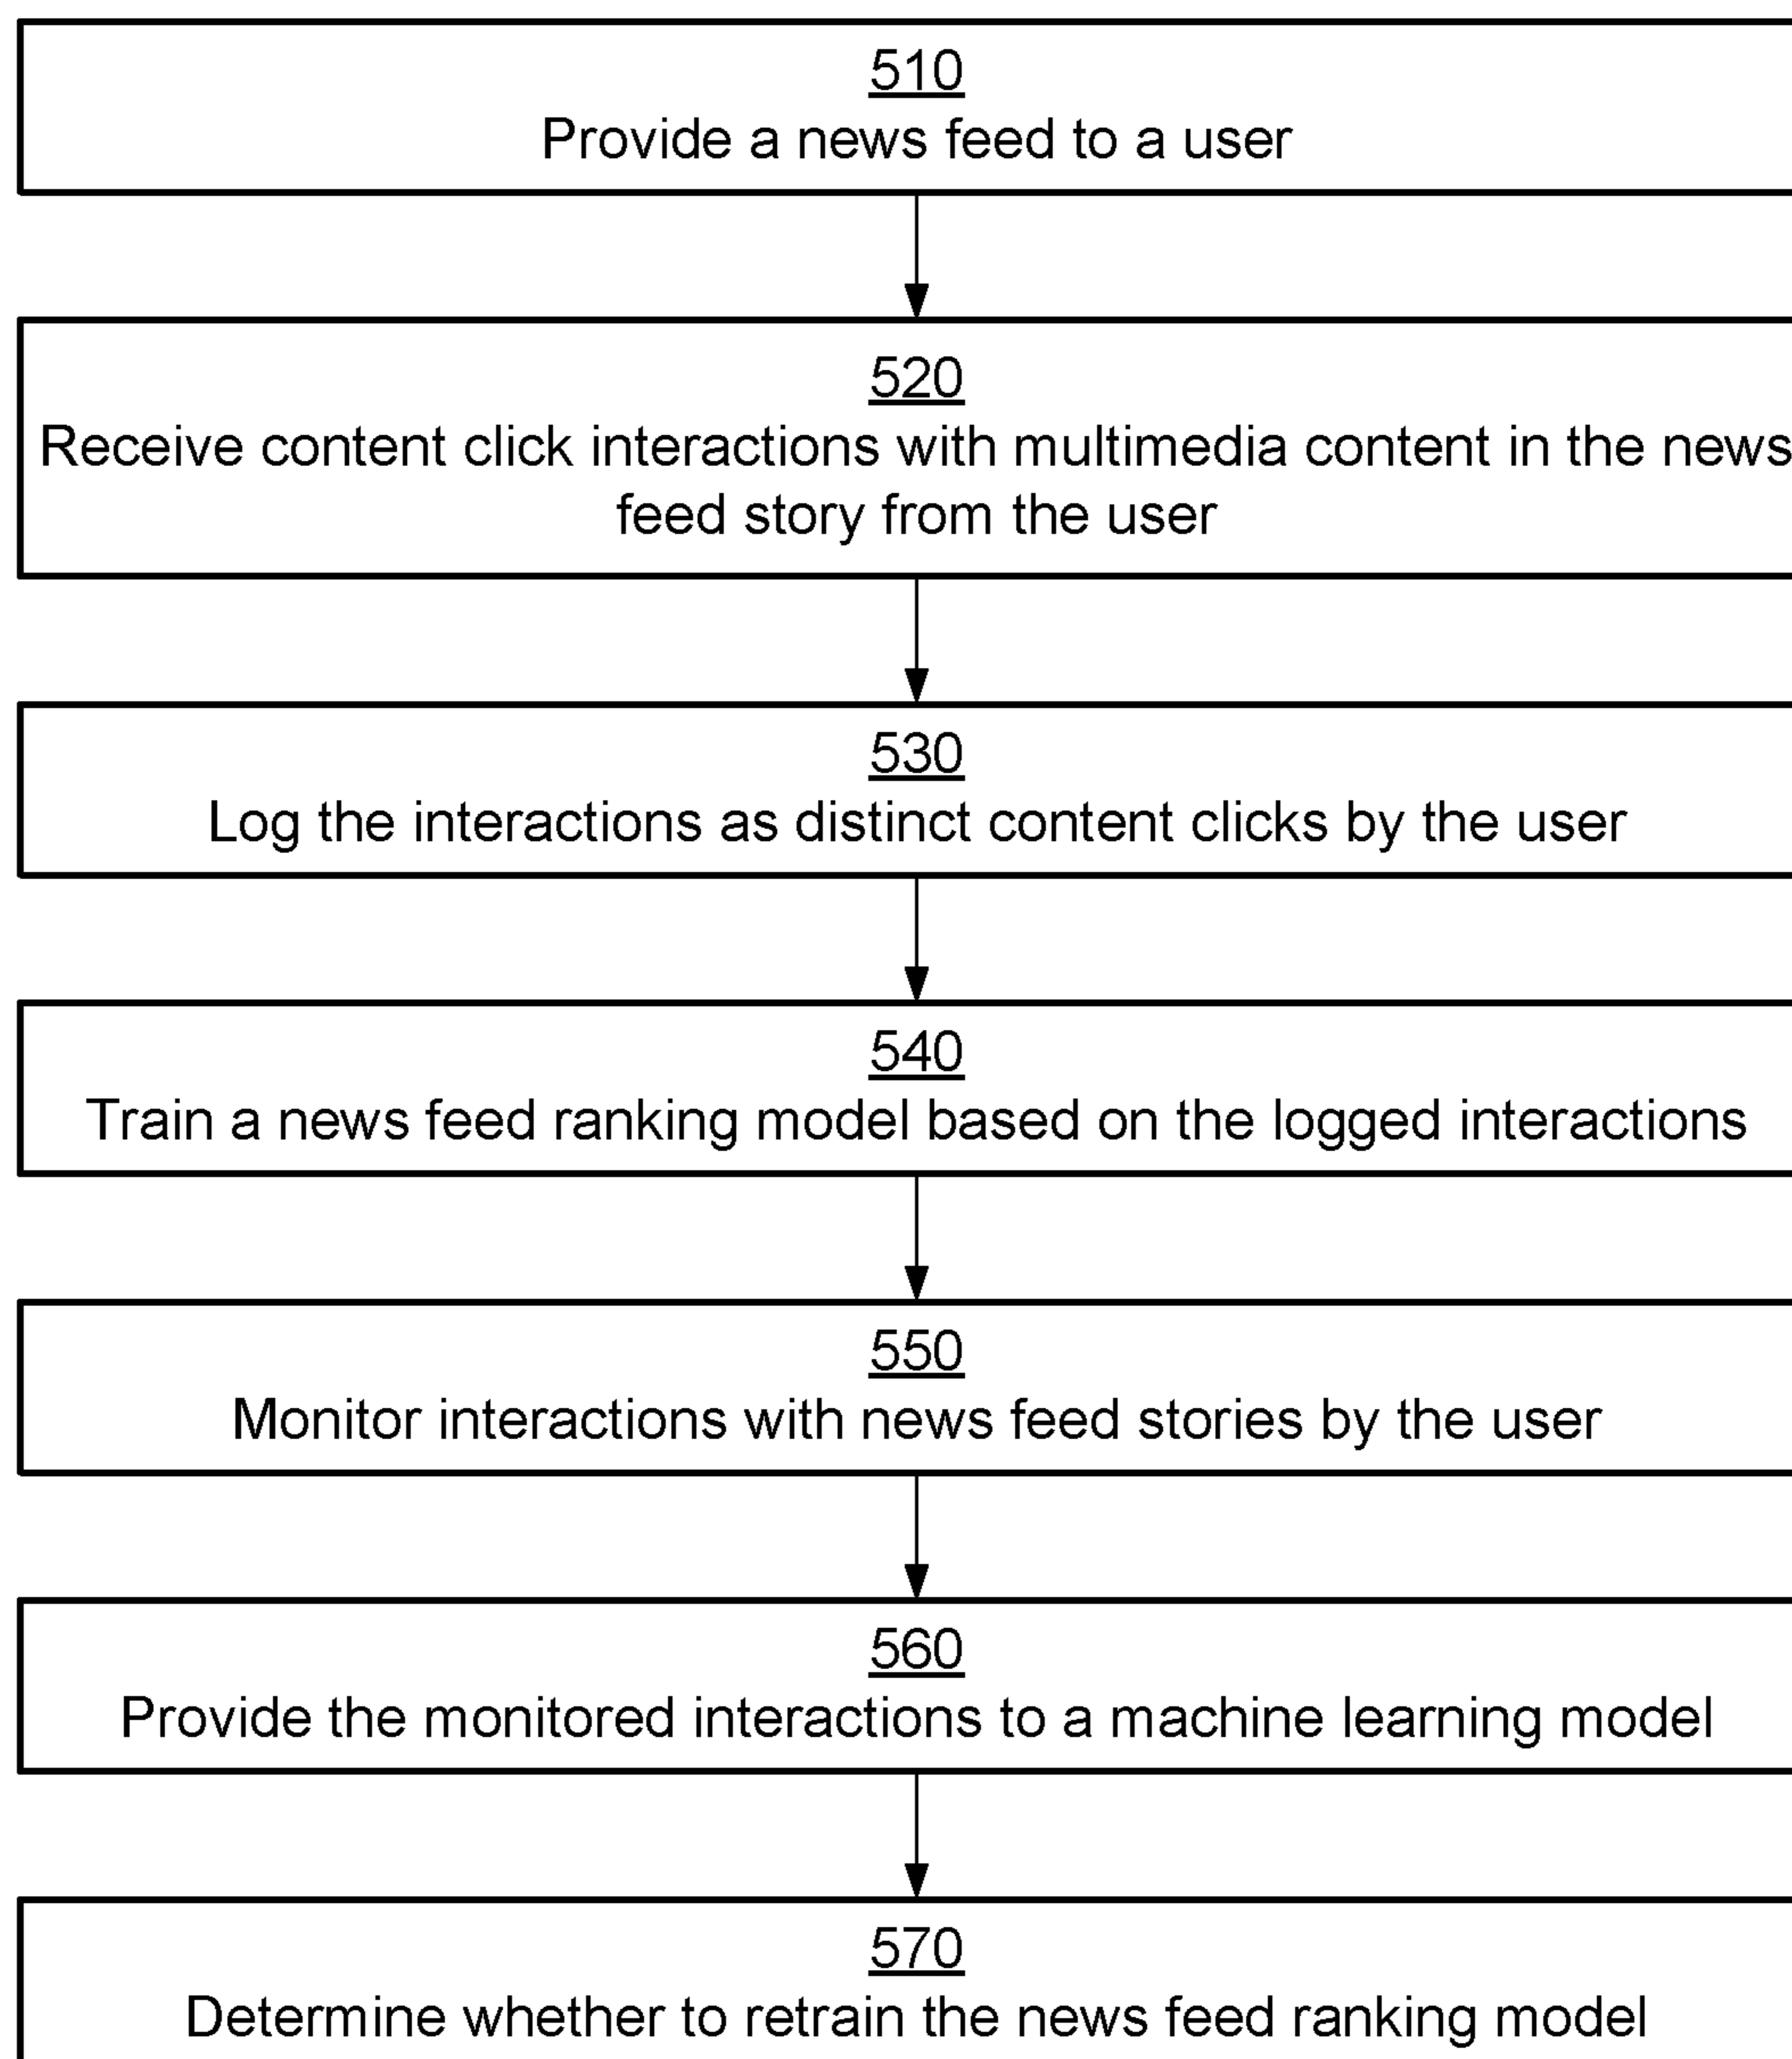 510
Provide a news feed to a user
520
Receive content click interactions with multimedia content in the news
feed story from the user
530
Log the interactions as distinct content clicks by the user
540
Train a news feed ranking model based on the logged interactions
550
Monitor interactions with news feed stories by the user
560
Provide the monitored interactions to a machine learning model
570
Determine whether to retrain the news feed ranking model